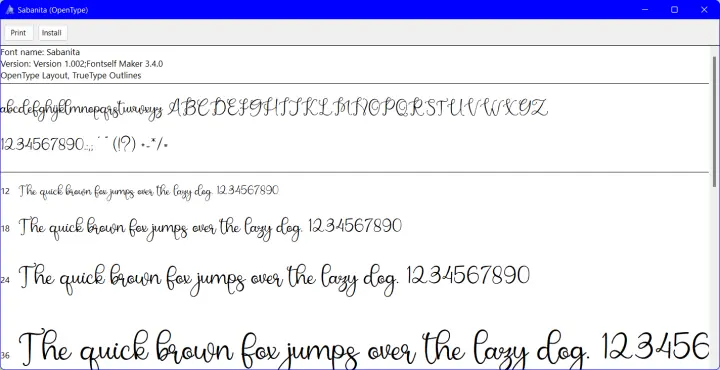 Sabanita (OpenType)
Print Install
Font name: Sabanita
Version: Version 1.002;Fontself Maker 3.4.0
OpenType Layout, TrueType Outlines
abcdefghijklmnopqrstuvwxyz ABCDEFGHIJKLMNOPQRSTUVWXYZ
1234567890.:,; ' " (!?) +-*/=
12 The quick brown fox jumps over the lazy dog. 1234567890
18 The quick brown fox jumps over the lazy dog. 1234567890
24 The quick brown fox jumps over the lazy dog. 1234567890
36 The quick brown fox jumps over the lazy dog. 123456